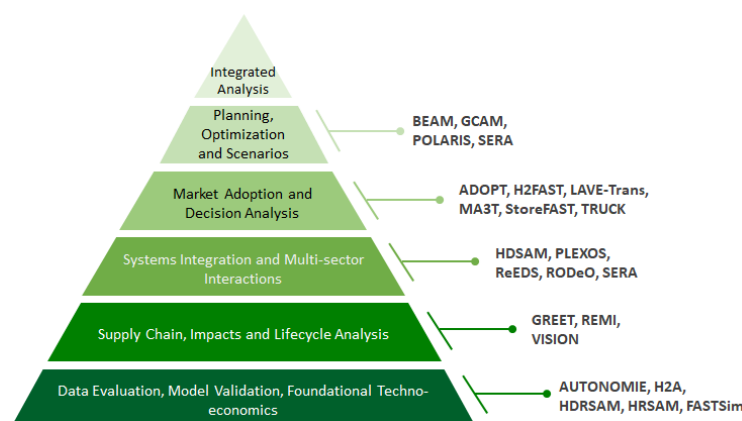 Integrated
Analysis
Planning,
Optimization
and Scenarios
BEAM, GCAM,
POLARIS, SERA
Market Adoption and
Decision Analysis
ADOPT, H2FAST, LAVE-Trans,
MA3T, StoreFAST, TRUCK
Systems Integration and Multi-sector
Interactions
HDSAM, PLEXOS,
ReEDS, RODeO, SERA
Supply Chain, Impacts and Lifecycle Analysis
GREET, REMI,
VISION
Data Evaluation, Model Validation, Foundational Techno-
economics
AUTONOMIE, H2A,
HDRSAM, HRSAM, FASTSim